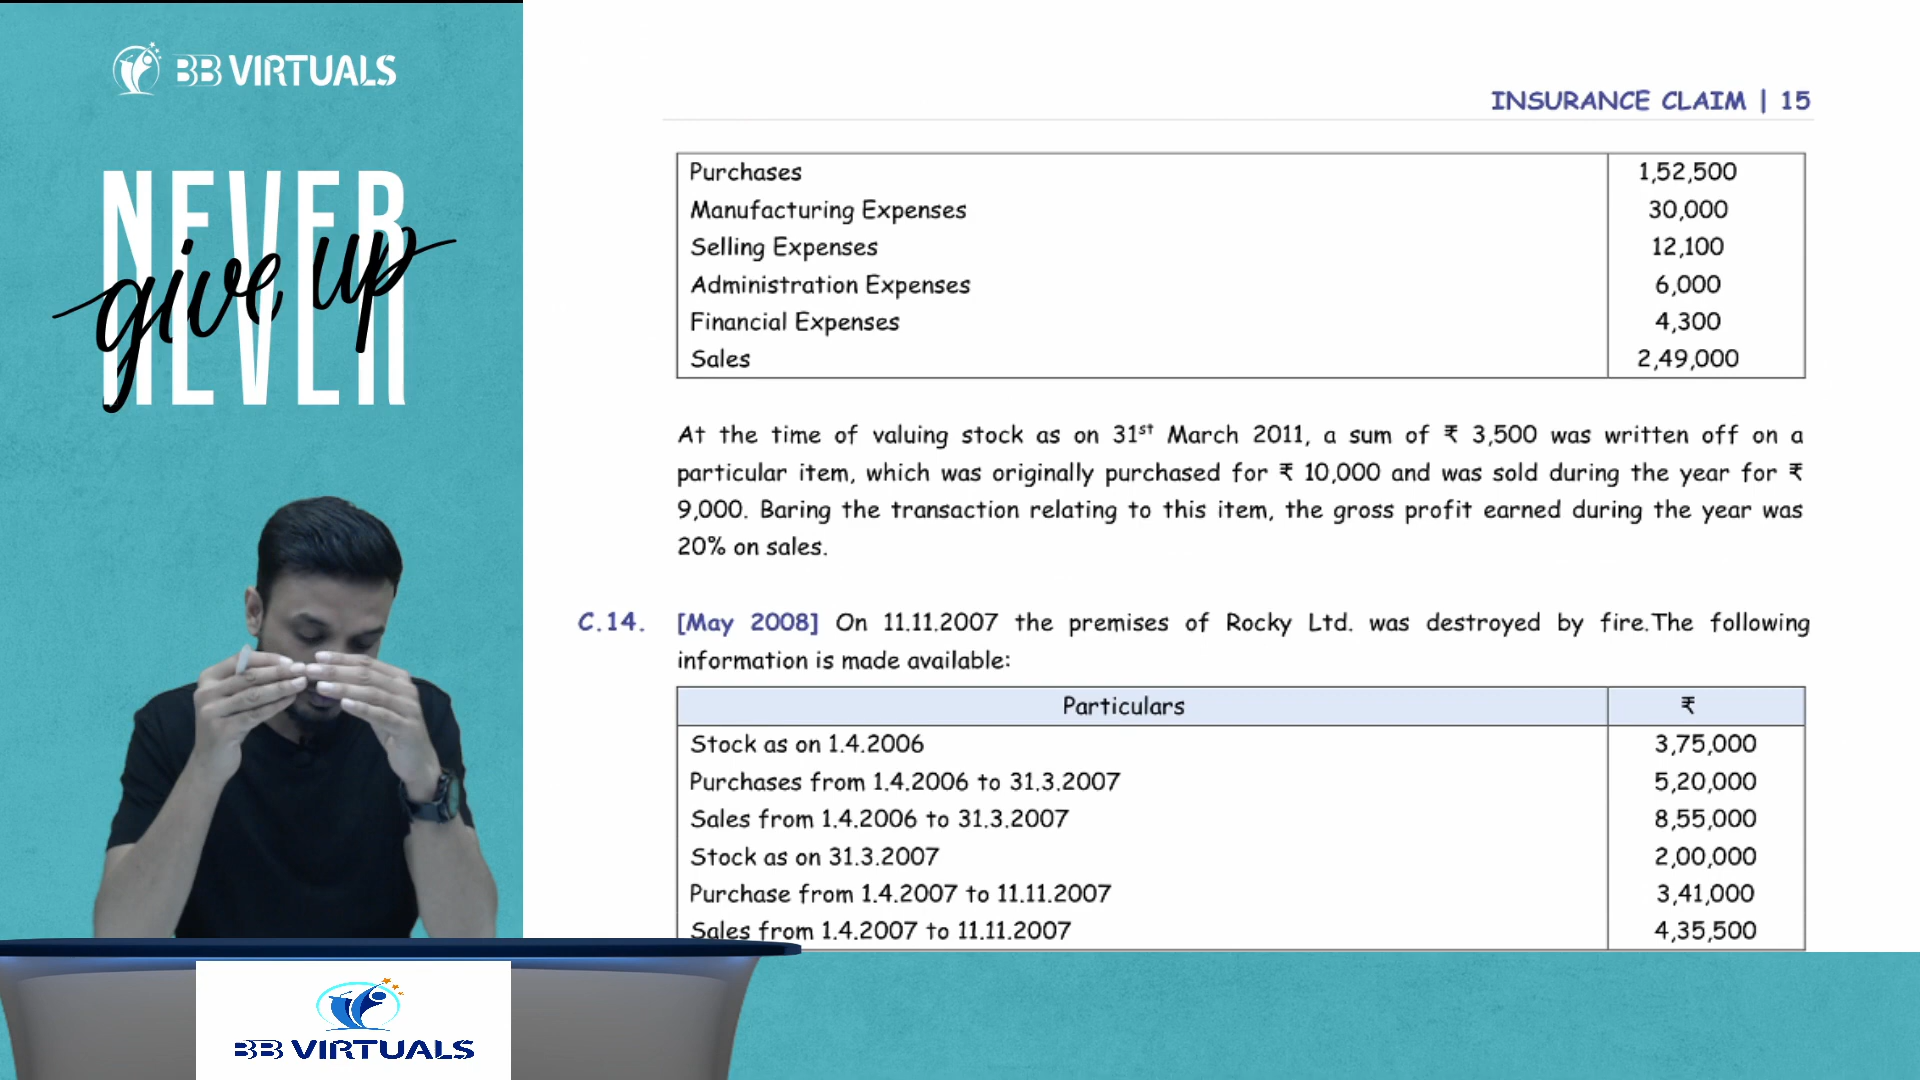 BB VIRTUALS
NEVER
give up
NEVER
INSURANCE CLAIM | 15
Purchases 1,52,500
Manufacturing Expenses 30,000
Selling Expenses 12,100
Administration Expenses 6,000
Financial Expenses 4,300
Sales 2,49,000
At the time of valuing stock as on 31st March 2011, a sum of ₹ 3,500 was written off on a
particular item, which was originally purchased for ₹ 10,000 and was sold during the year for ₹
9,000. Baring the transaction relating to this item, the gross profit earned during the year was
20% on sales.
C.14. [May 2008] On 11.11.2007 the premises of Rocky Ltd. was destroyed by fire.The following
information is made available:
Particulars ₹
Stock as on 1.4.2006 3,75,000
Purchases from 1.4.2006 to 31.3.2007 5,20,000
Sales from 1.4.2006 to 31.3.2007 8,55,000
Stock as on 31.3.2007 2,00,000
Purchase from 1.4.2007 to 11.11.2007 3,41,000
Sales from 1.4.2007 to 11.11.2007 4,35,500
BB VIRTUALS